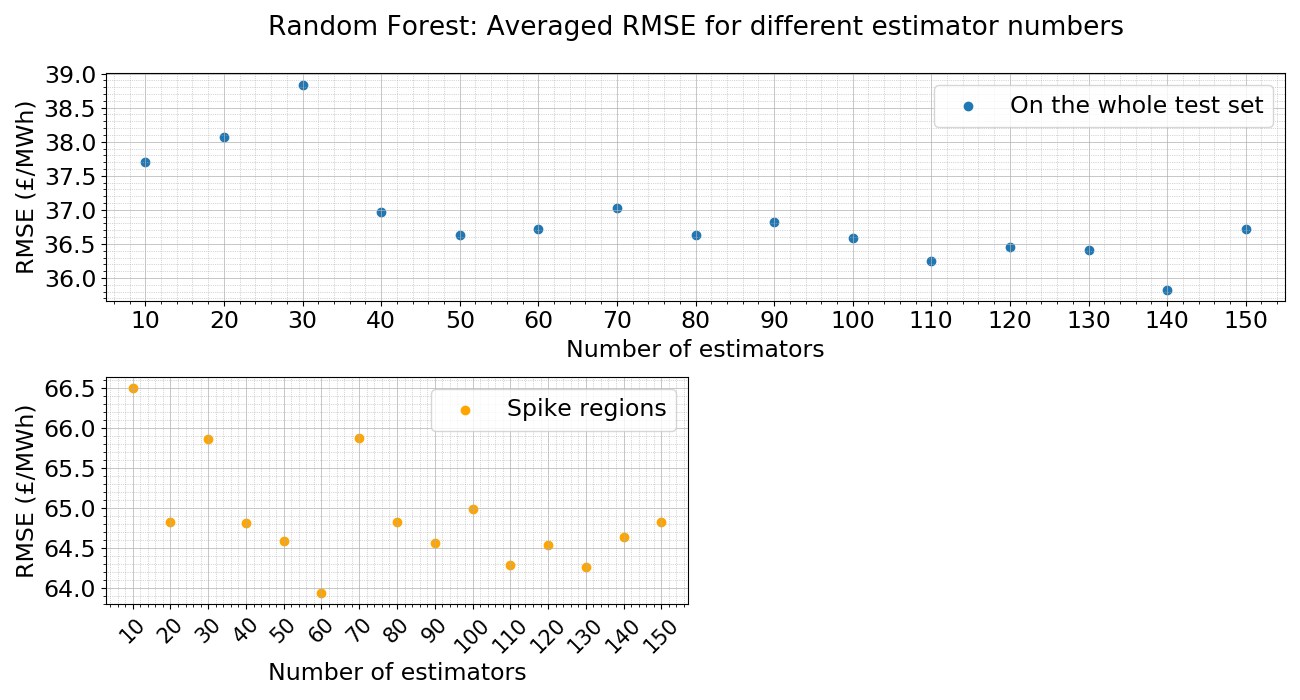 Random Forest: Averaged RMSE for different estimator numbers
39.0
38.5
38.0
37.5
37.0
36.5
36.0
RMSE (£/MWh)
On the whole test set
10 20 30 40 50 60 70 80 90 100 110 120 130 140 150
Number of estimators
66.5
66.0
65.5
65.0
64.5
64.0
RMSE (£/MWh)
Spike regions
10 20 30 40 50 60 70 80 90 100 110 120 130 140 150
Number of estimators